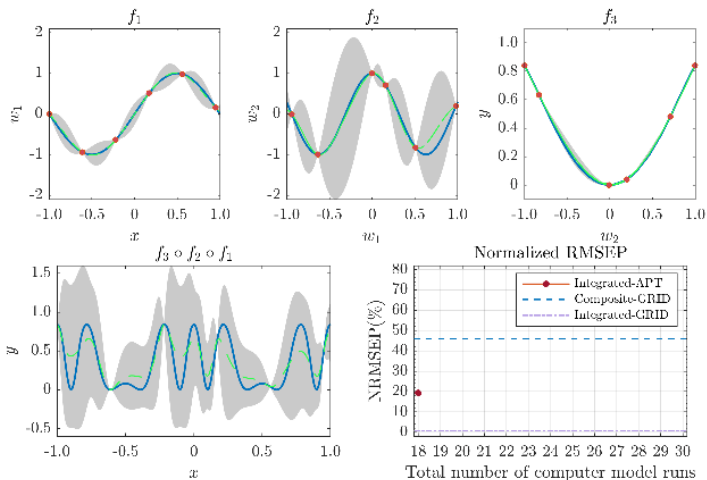 f₁
f₂
f₃
2
1
0
-1
-2
w₁
-1.0
-0.5
0
0.5
1.0
x
2
1
0
-1
-2
w₂
-1.0
-0.5
0
0.5
1.0
w₁
1.0
0.8
0.6
0.4
0.2
0
y
-1.0
-0.5
0
0.5
1.0
w₂
f₃ ∘ f₂ ∘ f₁
1.5
1.0
0.5
0
-0.5
y
-1.0
-0.5
0
0.5
1.0
x
Normalized RMSEP
80
70
60
50
40
30
20
10
0
NRMSEP(%)
Integrated-APT
Composite-GRID
Integrated-GRID
18 19 20 21 22 23 24 25 26 27 28 29 30
Total number of computer model runs